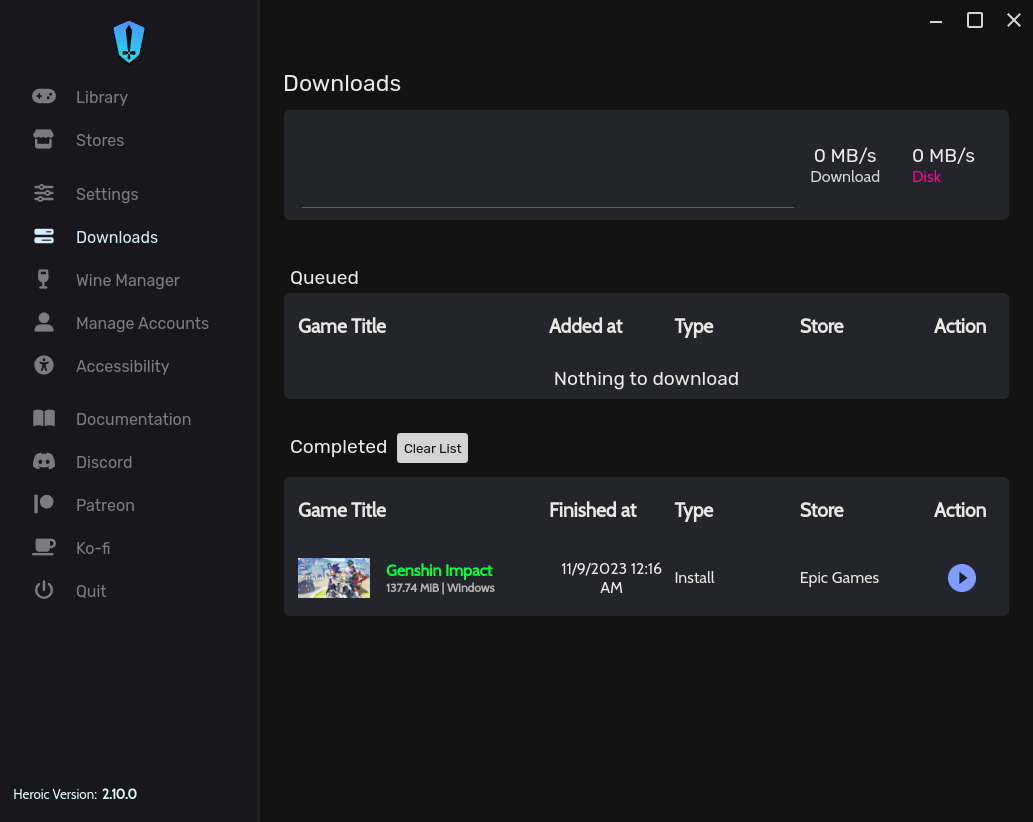 Library
Stores
Settings
Downloads
Wine Manager
Manage Accounts
Accessibility
Documentation
Discord
Patreon
Ko-fi
Quit
Heroic Version: 2.10.0
Downloads
0 MB/s 0 MB/s
Download Disk
Queued
Game Title Added at Type Store Action
Nothing to download
Completed Clear List
Game Title Finished at Type Store Action
Genshin Impact
137.74 MiB | Windows
11/9/2023 12:16
AM
Install
Epic Games